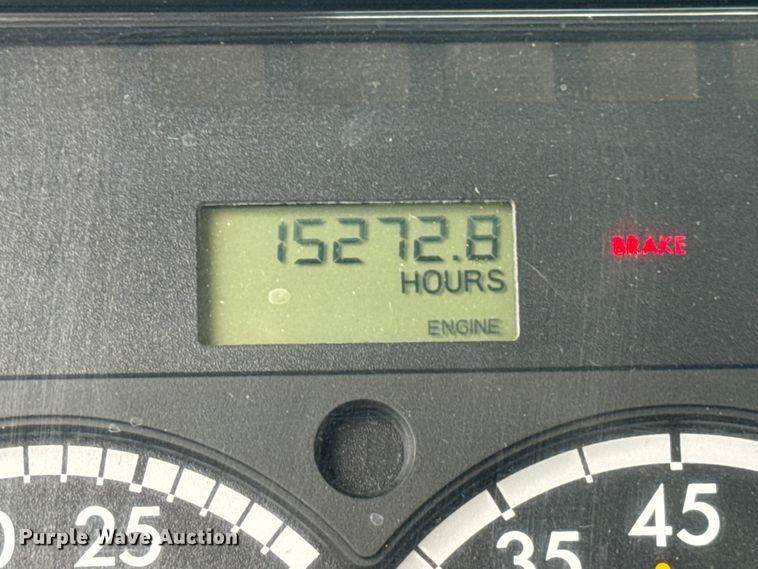 15272.8
HOURS
BRAKE
ENGINE
25
35
45
Purple Wave Auction